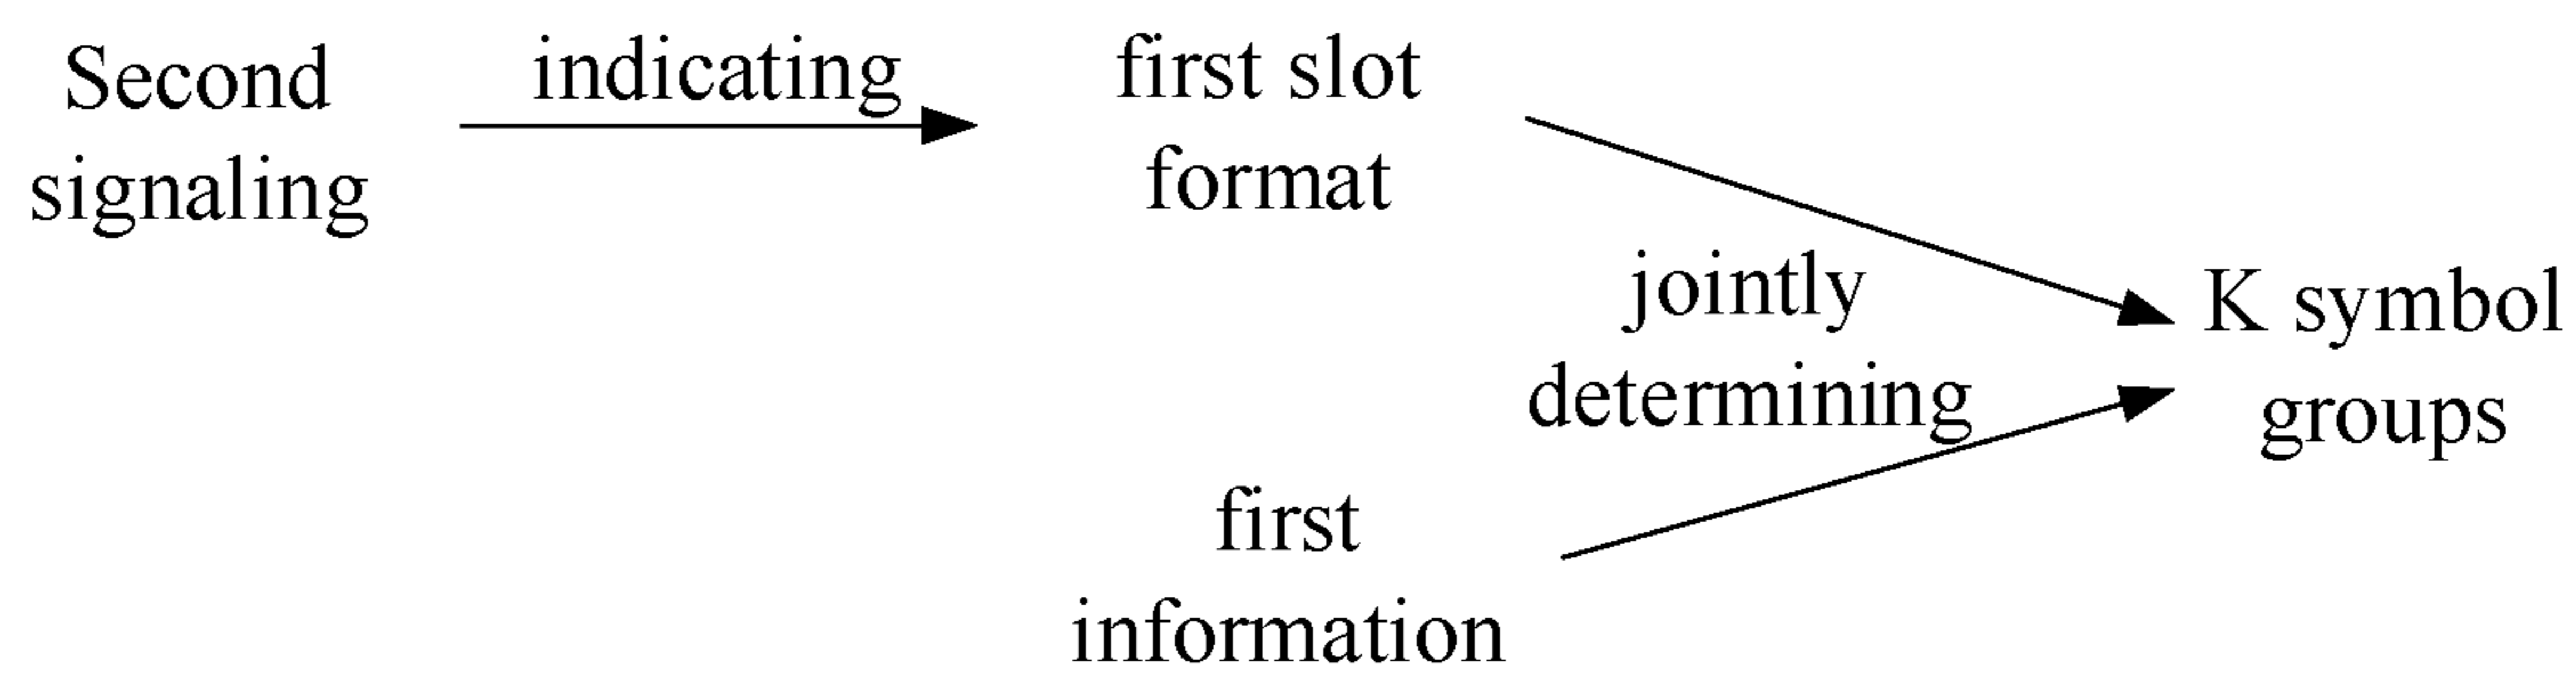 Second
signaling
indicating
first slot
format
jointly
determining
K symbol
groups
first
information